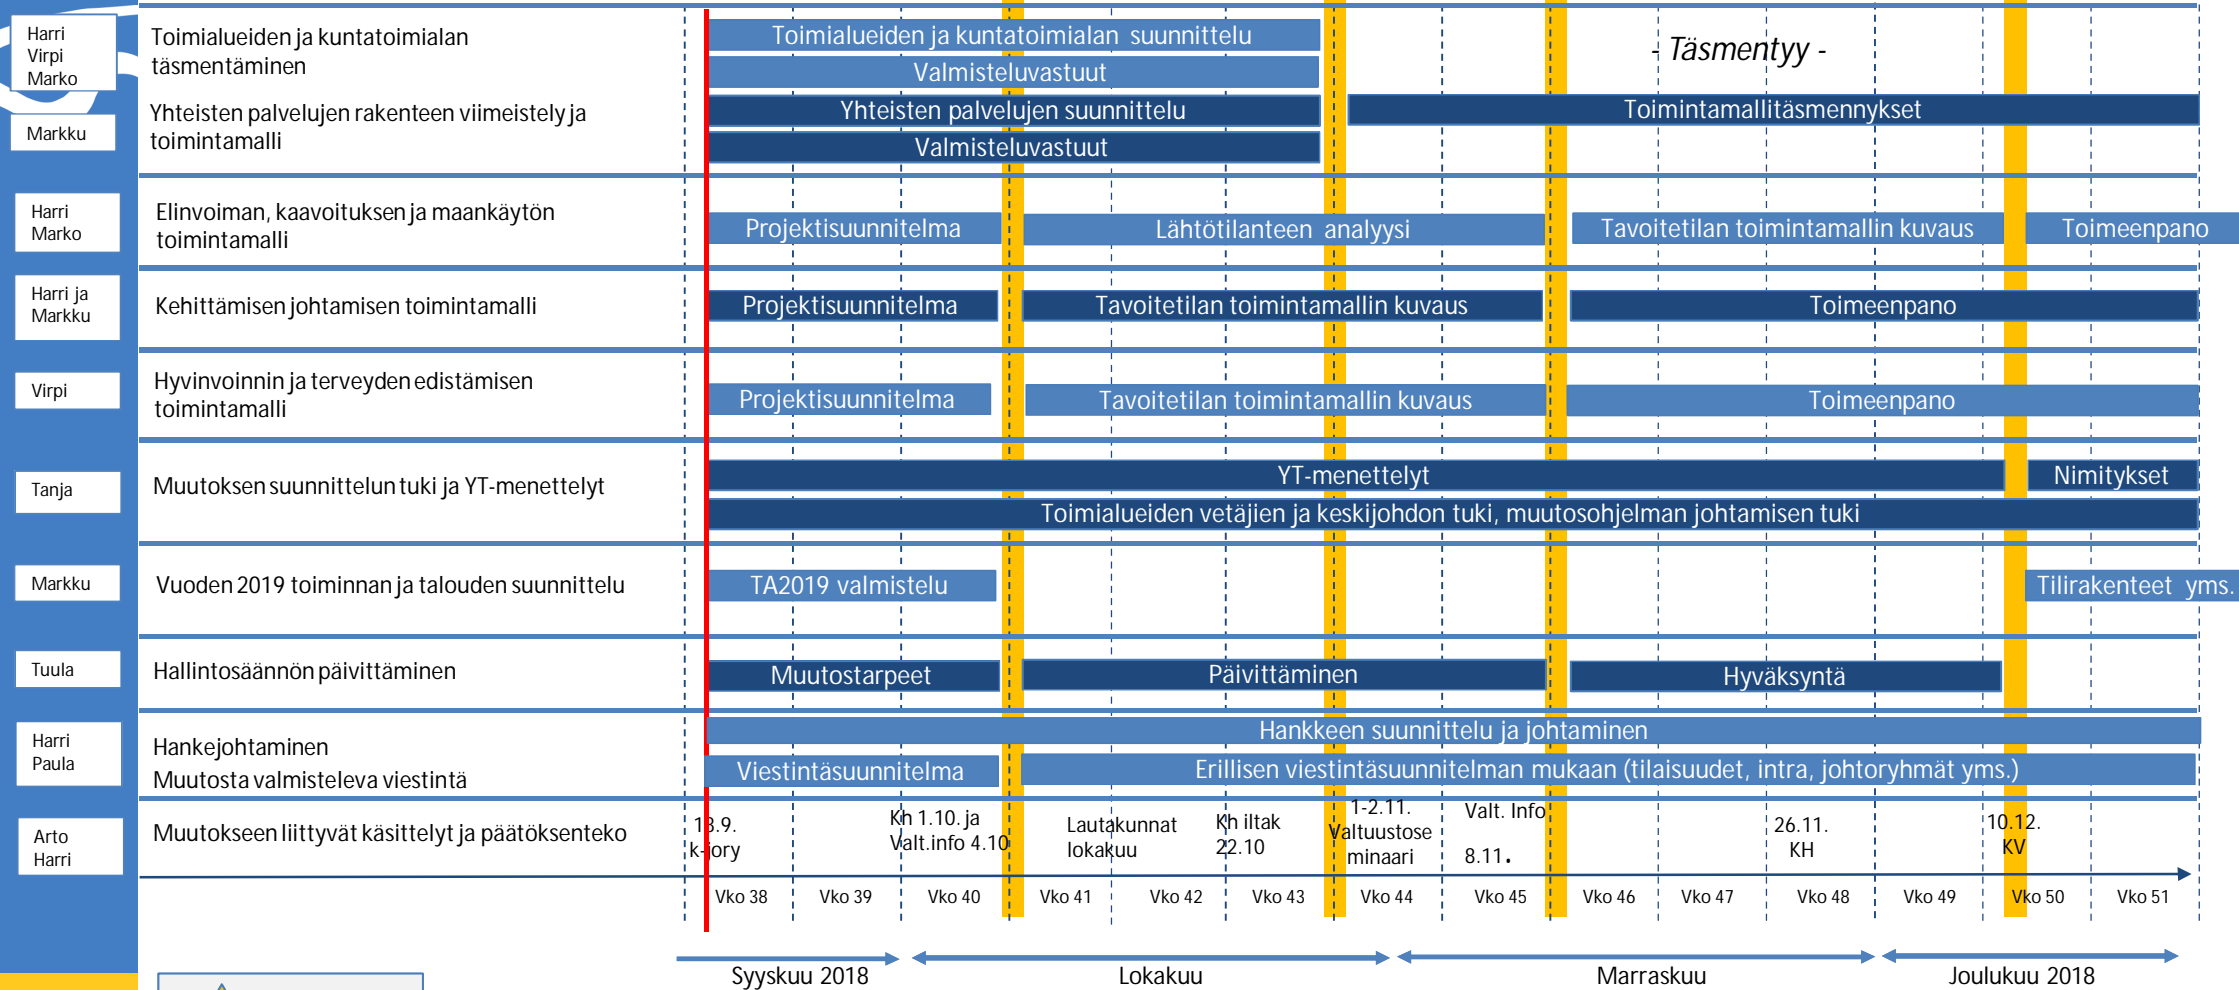 Harri
Virpi
Marko
Toimialueiden ja kuntatoimialan
täsmentäminen
Toimialueiden ja kuntatoimialan suunnittelu
Valmisteluvastuut
- Täsmentyy -
Markku
Yhteisten palvelujen rakenteen viimeistely ja
toimintamalli
Yhteisten palvelujen suunnittelu
Toimintamallitäsmennykset
Valmisteluvastuut
Harri
Marko
Elinvoiman, kaavoituksen ja maankäytön
toimintamalli
Projektisuunnitelma
Lähtötilanteen analyysi
Tavoitetilan toimintamallin kuvaus
Toimeenpano
Harri ja
Markku
Kehittämisen johtamisen toimintamalli
Projektisuunnitelma
Tavoitetilan toimintamallin kuvaus
Toimeenpano
Virpi
Hyvinvoinnin ja terveyden edistämisen
toimintamalli
Projektisuunnitelma
Tavoitetilan toimintamallin kuvaus
Toimeenpano
Tanja
Muutoksen suunnittelun tuki ja YT-menettelyt
YT-menettelyt
Nimitykset
Toimialueiden vetäjien ja keskijohdon tuki, muutosohjelman johtamisen tuki
Markku
Vuoden 2019 toiminnan ja talouden suunnittelu
TA2019 valmistelu
Tilirakenteet yms.
Tuula
Hallintosäännön päivittäminen
Muutostarpeet
Päivittäminen
Hyväksyntä
Harri
Paula
Hankejohtaminen
Muutosta valmisteleva viestintä
Hankkeen suunnittelu ja johtaminen
Viestintäsuunnitelma
Erillisen viestintäsuunnitelman mukaan (tilaisuudet, intra, johtoryhmät yms.)
Arto
Harri
Muutokseen liittyvät käsittelyt ja päätöksenteko
18.9.
k-jory
Kh 1.10. ja
Valt.info 4.10
Lautakunnat
lokakuu
Kh iltak
22.10
1-2.11.
Valtuustose
minaari
Valt. Info
8.11.
26.11.
KH
10.12.
KV
Vko 38
Vko 39
Vko 40
Vko 41
Vko 42
Vko 43
Vko 44
Vko 45
Vko 46
Vko 47
Vko 48
Vko 49
Vko 50
Vko 51
Syyskuu 2018
Lokakuu
Marraskuu
Joulukuu 2018